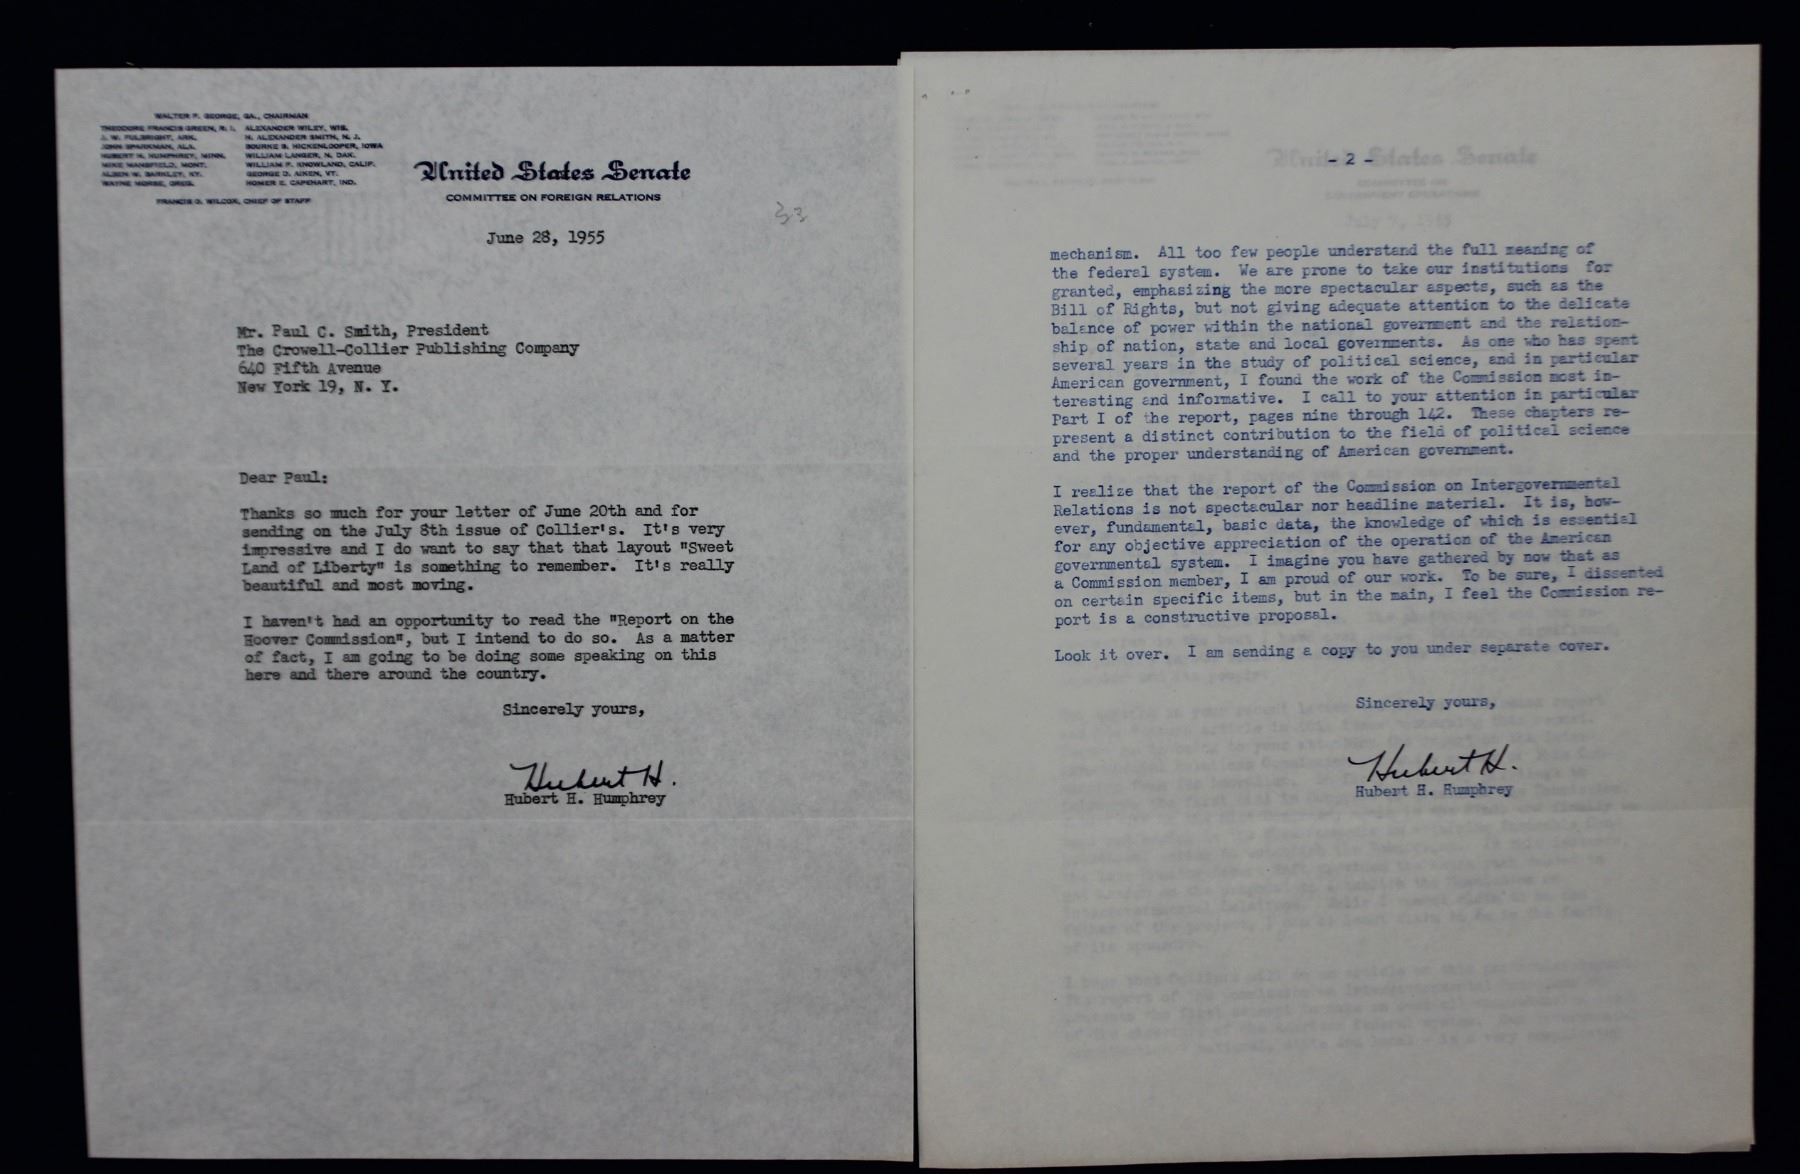 WALTER F. GEORGE, GA., CHAIRMAN
THEODORE FRANCIS GREEN, R. I.
J. W. FULBRIGHT, ARK.
JOHN SPARKMAN, ALA.
HUBERT H. HUMPHREY, MINN.
MIKE MANSFIELD, MONT.
ALBEN W. BARKLEY, KY.
WAYNE MORSE, OREG.
ALEXANDER WILEY, WIS.
H. ALEXANDER SMITH, N. J.
BOURKE B. HICKENLOOPER, IOWA
WILLIAM LANGER, N. DAK.
WILLIAM F. KNOWLAND, CALIF.
GEORGE D. AIKEN, VT.
HOMER E. CAPEHART, IND.
FRANCIS O. WILCOX, CHIEF OF STAFF
United States Senate
COMMITTEE ON FOREIGN RELATIONS
33
June 28, 1955
Mr. Paul C. Smith, President
The Crowell-Collier Publishing Company
640 Fifth Avenue
New York 19, N. Y.
Dear Paul:
Thanks so much for your letter of June 20th and for
sending on the July 8th issue of Collier's.  It's very
impressive and I do want to say that that layout "Sweet
Land of Liberty" is something to remember.  It's really
beautiful and most moving.
I haven't had an opportunity to read the "Report on the
Hoover Commission", but I intend to do so.  As a matter
of fact, I am going to be doing some speaking on this
here and there around the country.
Sincerely yours,
Hubert H.
Hubert H. Humphrey
United States Senate
- 2 -
mechanism.  All too few people understand the full meaning of
the federal system.  We are prone to take our institutions  for
granted, emphasizing the more spectacular aspects, such as the
Bill of Rights, but not giving adequate attention to the delicate
balance of power within the national government and the relation-
ship of nation, state and local governments.  As one who has spent
several years in the study of political science, and in particular
American government, I found the work of the Commission most in-
teresting and informative.  I call to your attention in particular
Part I of the report, pages nine through 142.  These chapters re-
present a distinct contribution to the field of political science
and the proper understanding of American government.
I realize that the report of the Commission on Intergovernmental
Relations is not spectacular nor headline material.  It is, how-
ever, fundamental, basic data, the knowledge of which is essential
for any objective appreciation of the operation of the American
governmental system.  I imagine you have gathered by now that as
a Commission member, I am proud of our work.  To be sure, I dissented
on certain specific items, but in the main, I feel the Commission re-
port is a constructive proposal.
Look it over.  I am sending a copy to you under separate cover.
Sincerely yours,
Hubert H.
Hubert H. Humphrey